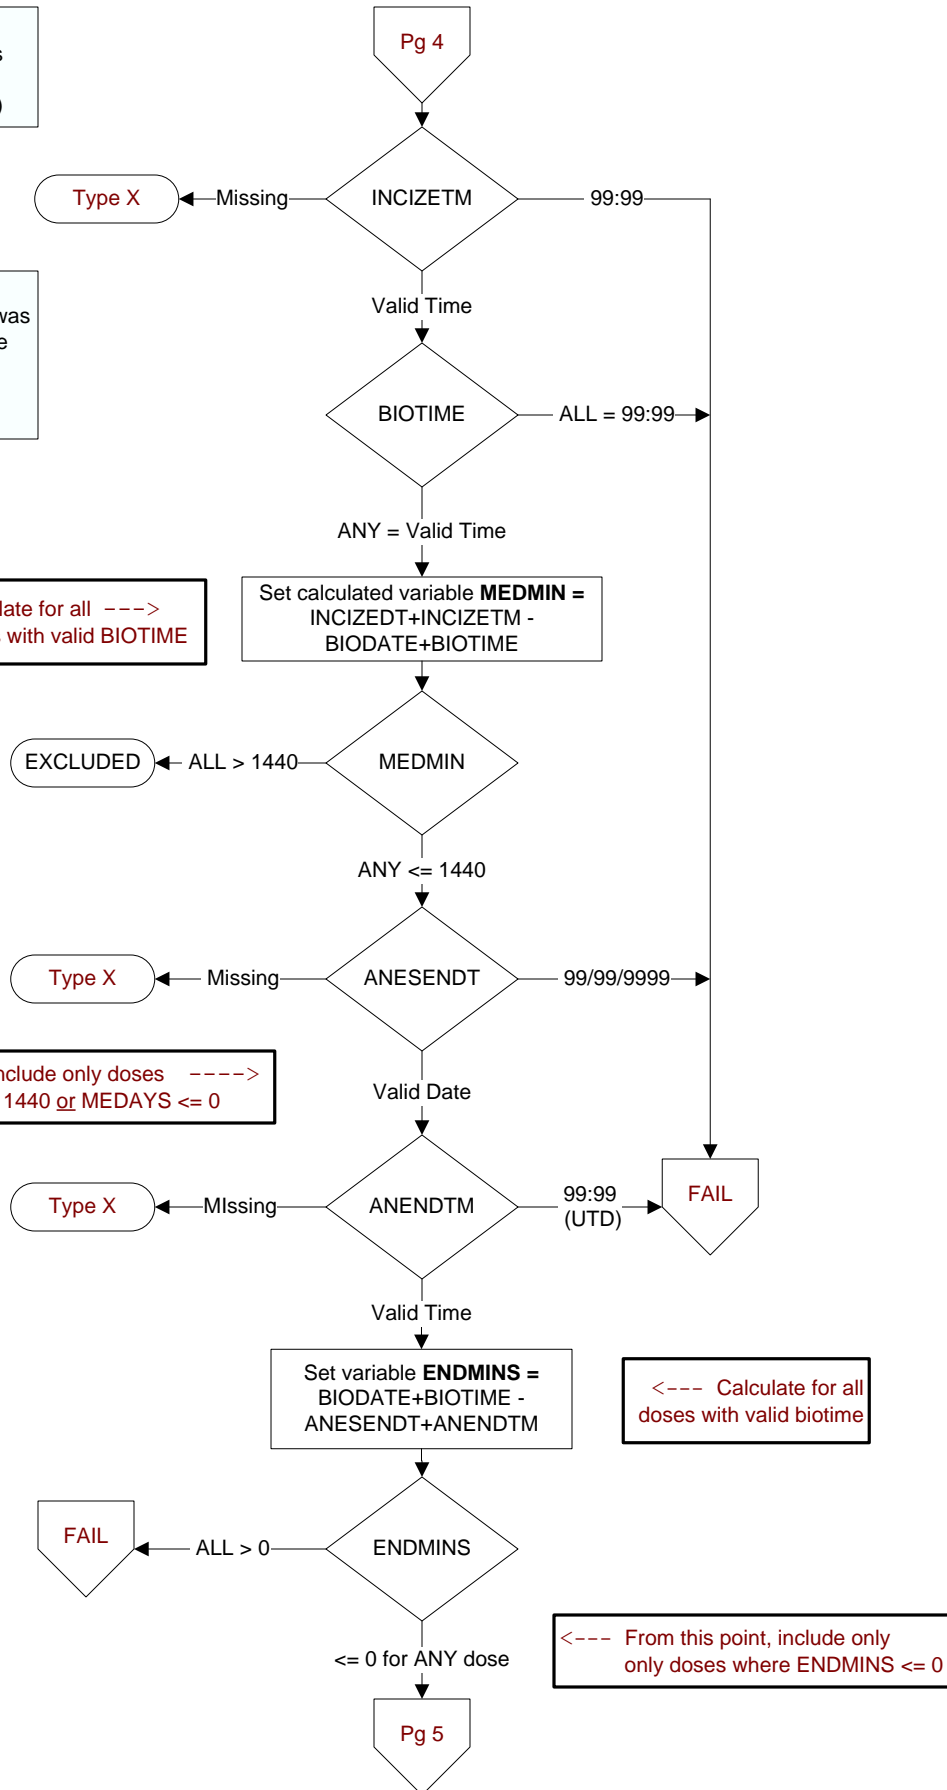 Pg 4
s
)
Type X
Missing
INCIZETM
99:99
Valid Time
was
e
BIOTIME
ALL = 99:99
ANY = Valid Time
Set calculated variable MEDMIN =
INCIZEDT+INCIZETM -
BIODATE+BIOTIME
late for all --->
with valid BIOTIME
EXCLUDED
ALL > 1440
MEDMIN
ANY <= 1440
Type X
Missing
ANESENDT
99/99/9999
nclude only doses ---->
1440 or MEDAYS <= 0
Valid Date
Type X
MIssing
ANENDTM
99:99
(UTD)
FAIL
Valid Time
Set variable ENDMINS =
BIODATE+BIOTIME -
ANESENDT+ANENDTM
<--- Calculate for all
doses with valid biotime
FAIL
ALL > 0
ENDMINS
<= 0 for ANY dose
<--- From this point, include only
only doses where ENDMINS <= 0
Pg 5